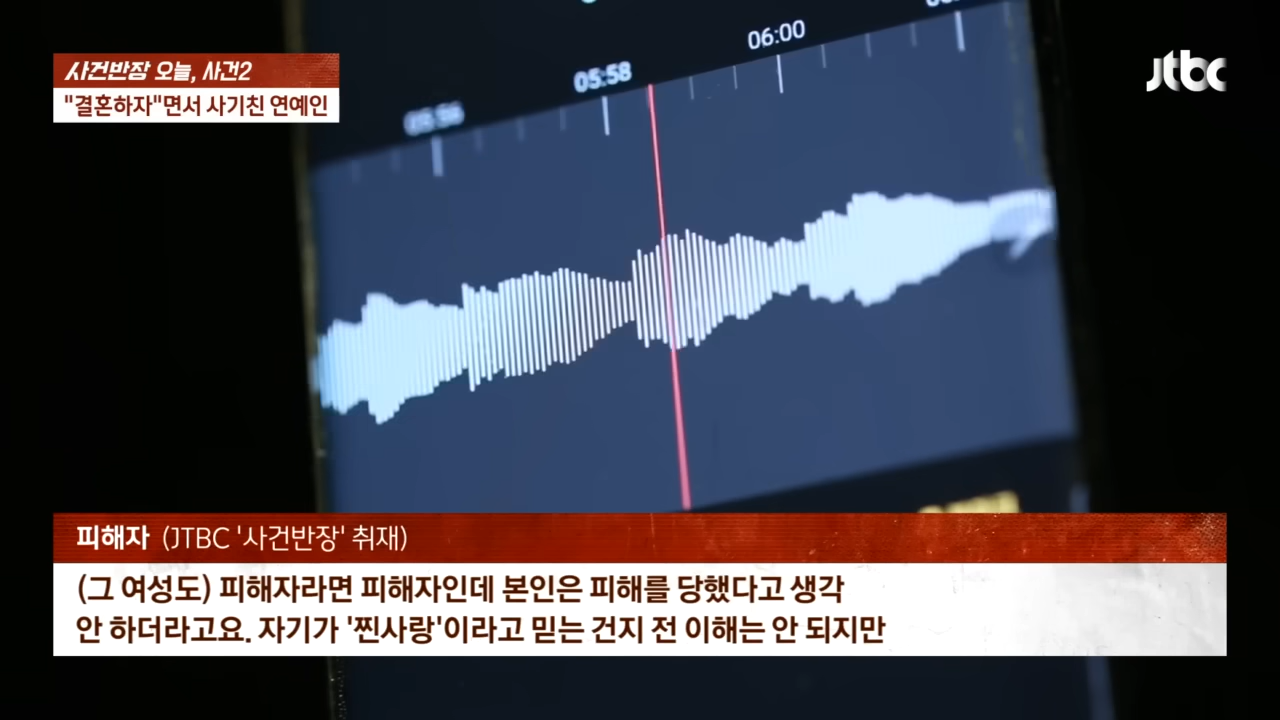 사건반장 오늘, 사건2
"결혼하자"면서 사기친 연예인
jtbc
06:00
05:58
05:56
피해자 (JTBC '사건반장' 취재)
(그 여성도) 피해자라면 피해자인데 본인은 피해를 당했다고 생각
안 하더라고요. 자기가 '찐사랑'이라고 믿는 건지 전 이해는 안 되지만